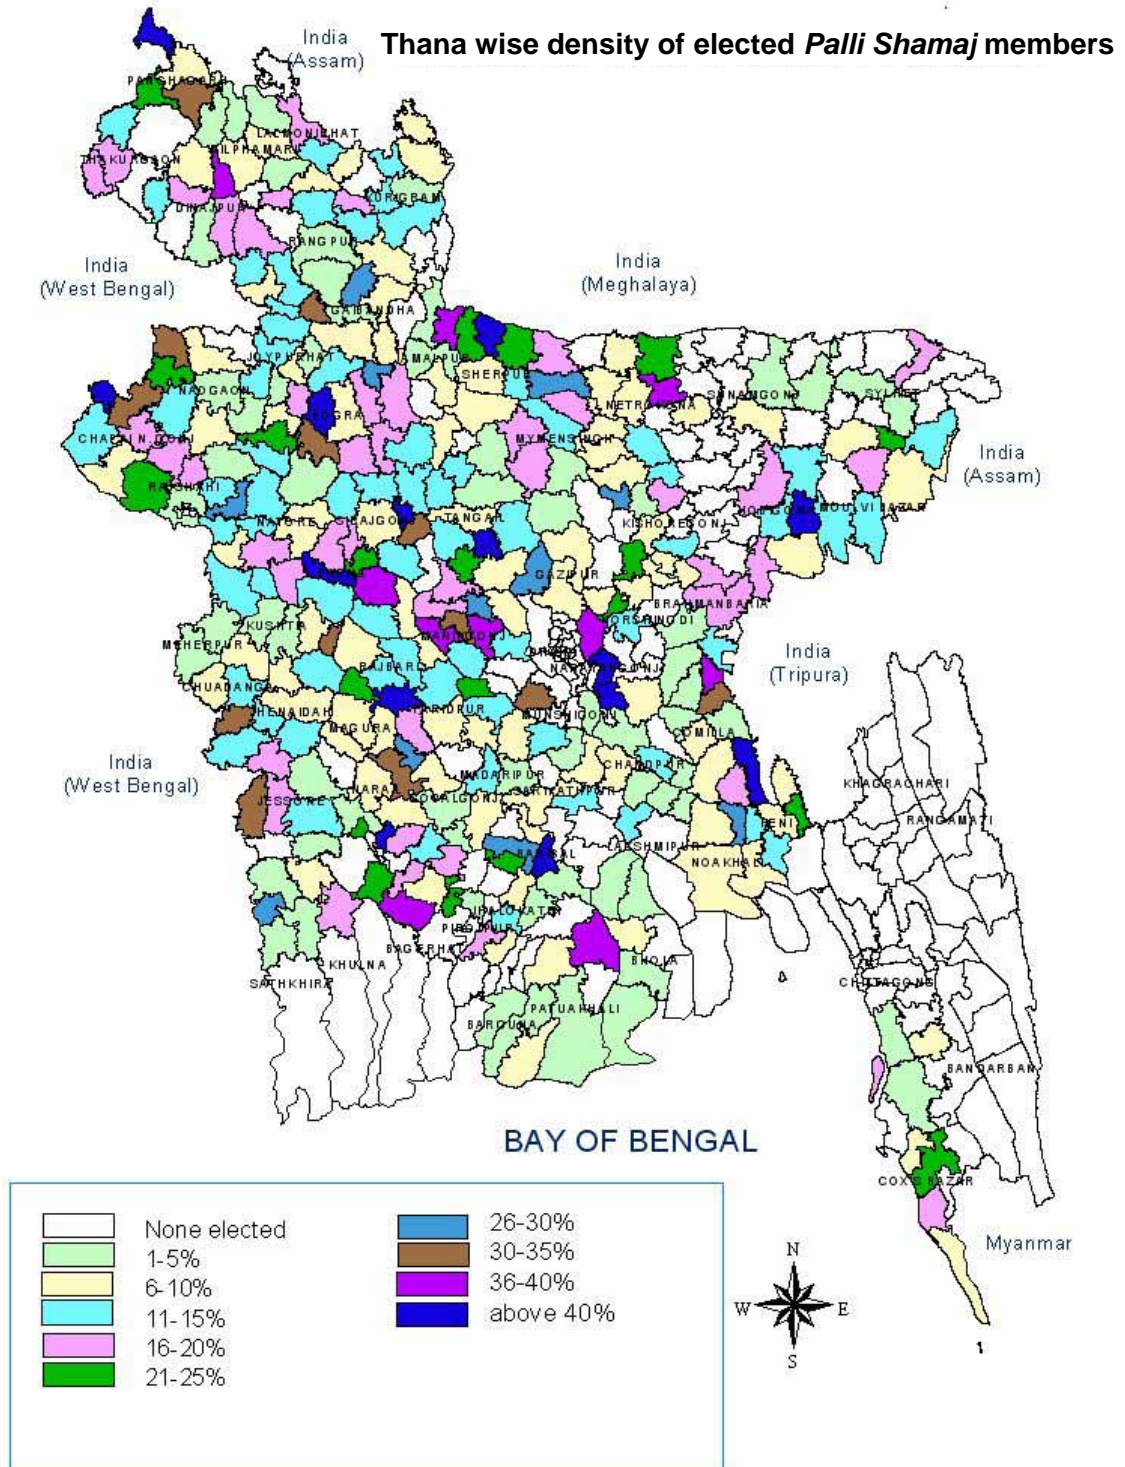 Thana wise density of elected Palli Shamaj members
India
(Assam)
PANCHAGARH
LALMONIRHAT
NILPHAMARI
THAKURGAON
KURIGRAM
DINAJPUR
RANGPUR
India
(West Bengal)
India
(Meghalaya)
GAIBANDHA
JOYPURHAT
JAMALPUR
SHERPUR
NAOGAON
NETROKONA
SUNAMGONJ
SYLHET
BOGRA
CHAPAI N.GONJ
MYMENSINGH
India
(Assam)
RAJSHAHI
HOBIGONJ
MOULVI BAZAR
NATORE
SIRAJGONJ
TANGAIL
KISHOREGONJ
GAZIPUR
BRAHMANBARIA
NORSHINGDI
KUSHTIA
MEHERPUR
MANIKGONJ
DHAKA
NARAYANGONJ
India
(Tripura)
RAJBARI
CHUADANGA
JHENAIDAH
FARIDPUR
MUNSHIGONJ
MAGURA
COMILLA
India
(West Bengal)
MADARIPUR
CHANDPUR
SARIATHPUR
KHAGRACHARI
NARAIL
GOPALGONJ
JESSORE
RANGAMATI
FENI
BARISAL
LAKSHMIPUR
NOAKHALI
JHALOKATI
PIROJPUR
BAGERHAT
KHULNA
BHOLA
SATHKHIRA
CHITTAGONG
PATUAKHALI
BARGUNA
BANDARBAN
BAY OF BENGAL
COX'S BAZAR
Myanmar
None elected
1-5%
6-10%
11-15%
16-20%
21-25%
26-30%
30-35%
36-40%
above 40%
N
W
E
S